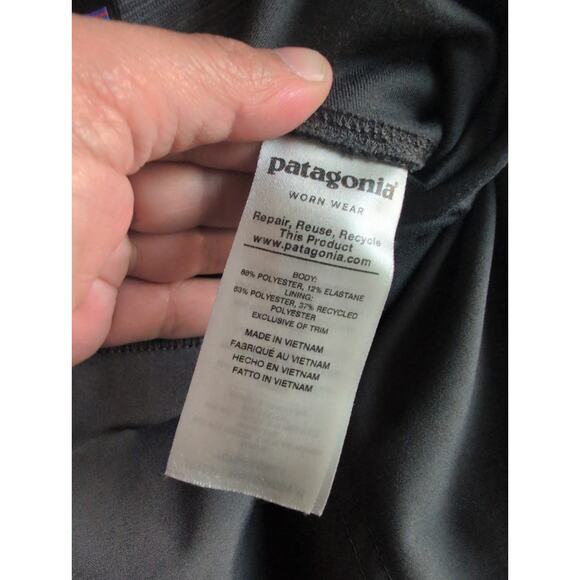 patagonia®
WORN WEAR
Repair, Reuse, Recycle
This Product
www.patagonia.com
BODY:
88% POLYESTER, 12% ELASTANE
LINING:
63% POLYESTER, 37% RECYCLED
POLYESTER
EXCLUSIVE OF TRIM
MADE IN VIETNAM
FABRIQUÉ AU VIETNAM
HECHO EN VIETNAM
FATTO IN VIETNAM